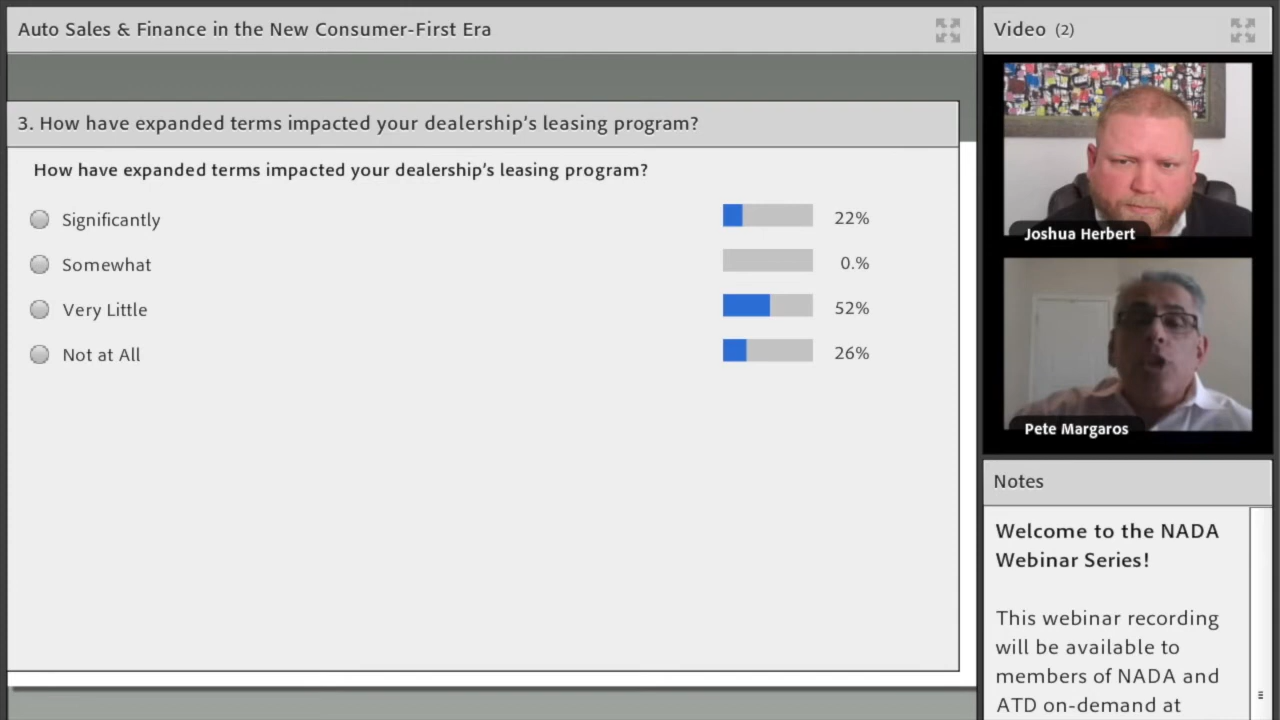 Auto Sales & Finance in the New Consumer-First Era
3. How have expanded terms impacted your dealership's leasing program?
How have expanded terms impacted your dealership's leasing program?
Significantly 22%
Somewhat 0.%
Very Little 52%
Not at All 26%
Video (2)
Joshua Herbert
Pete Margaros
Notes
Welcome to the NADA
Webinar Series!
This webinar recording
will be available to
members of NADA and
ATD on-demand at